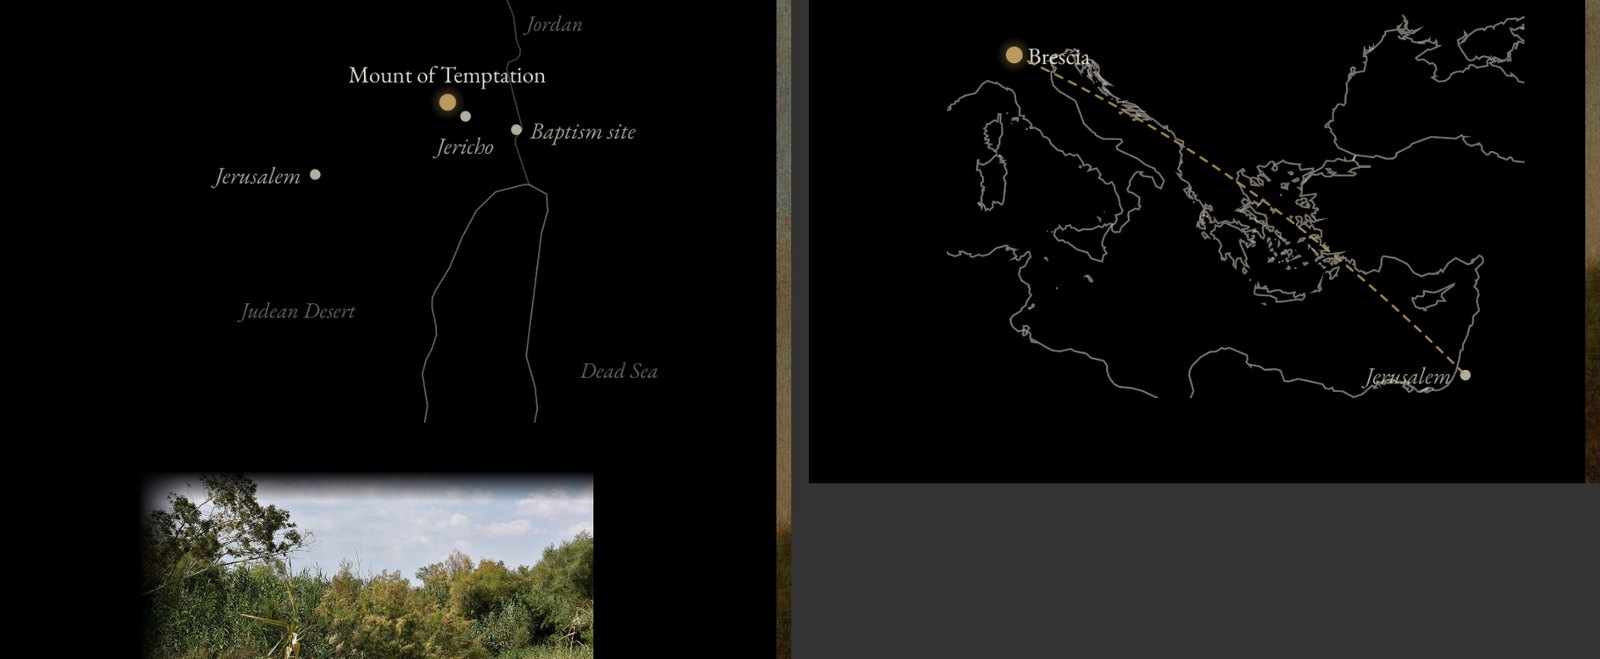 Jordan
Mount of Temptation
Jericho
Baptism site
Jerusalem
Judean Desert
Dead Sea
Brescia
Jerusalem